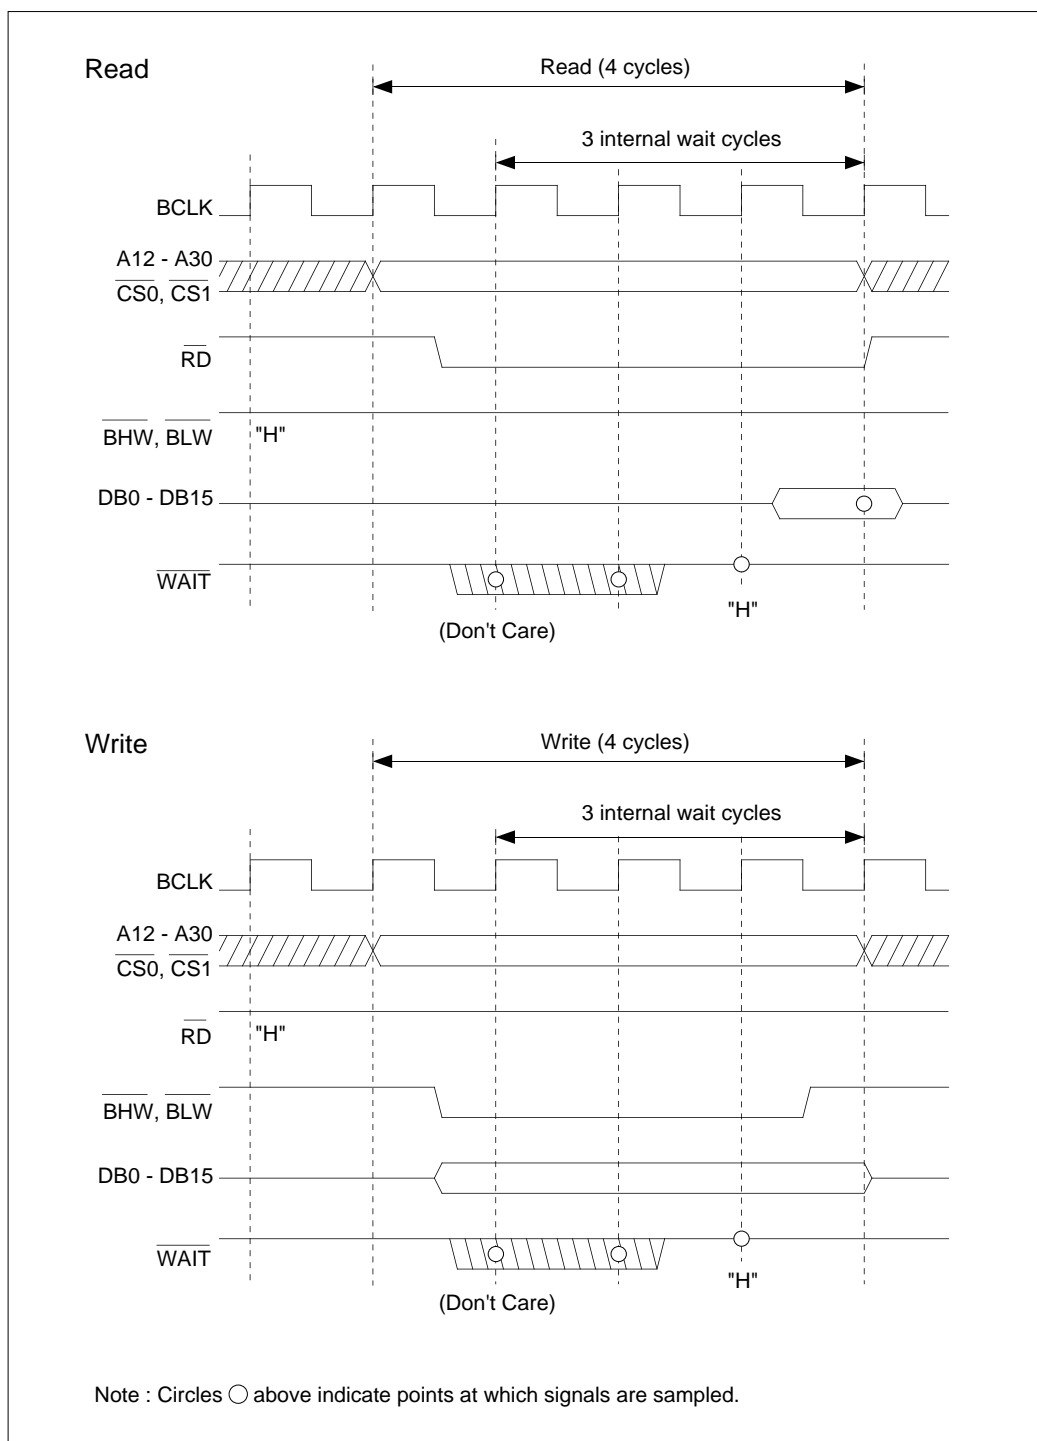 Read
Read (4 cycles)
3 internal wait cycles
BCLK
A12 - A30
CS0, CS1
RD
BHW, BLW "H"
DB0 - DB15
WAIT
"H"
(Don't Care)
Write
Write (4 cycles)
3 internal wait cycles
BCLK
A12 - A30
CS0, CS1
RD "H"
BHW, BLW
DB0 - DB15
WAIT
"H"
(Don't Care)
Note : Circles ○ above indicate points at which signals are sampled.